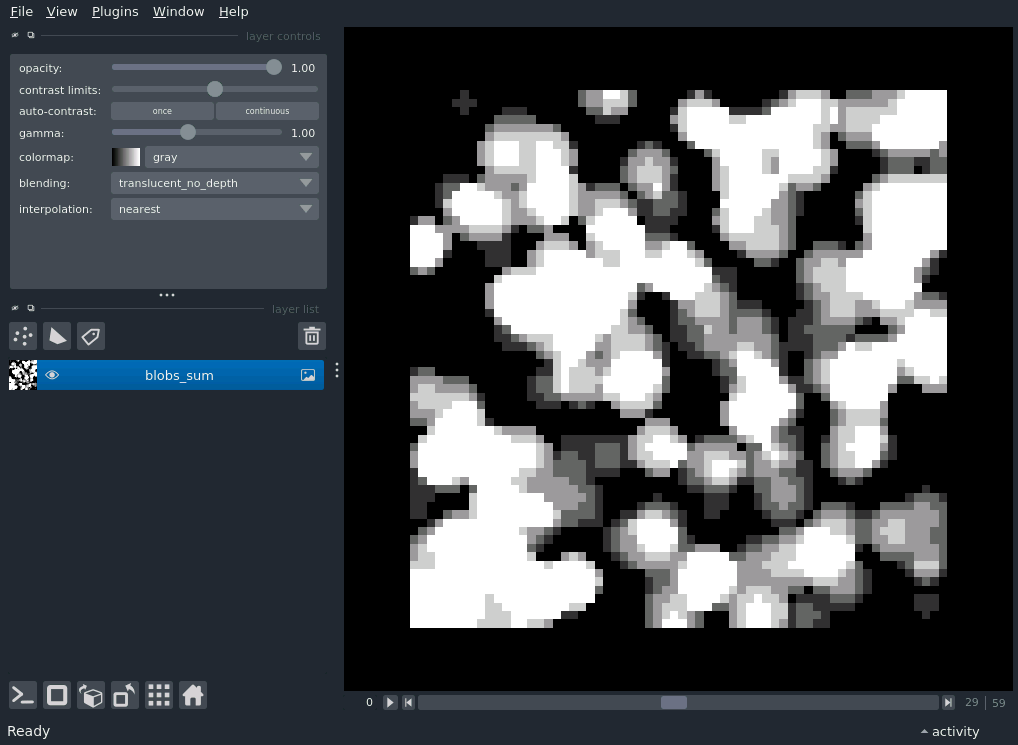 File View Plugins Window Help
layer controls
opacity: 1.00
contrast limits:
auto-contrast: once continuous
gamma: 1.00
colormap: gray
blending: translucent_no_depth
interpolation: nearest
layer list
blobs_sum
0 29 | 59
Ready activity